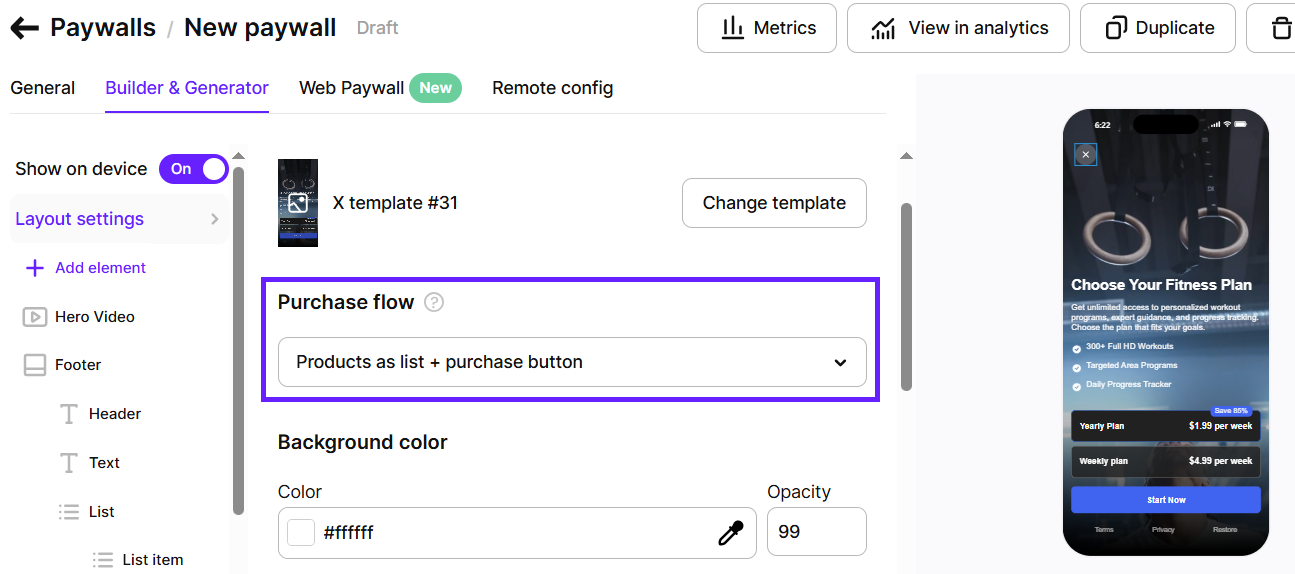 Paywalls / New paywall Draft
Metrics
View in analytics
Duplicate
General
Builder & Generator
Web Paywall New
Remote config
Show on device On
Layout settings
Add element
Hero Video
Footer
Header
Text
List
List item
X template #31
Change template
Purchase flow ?
Products as list + purchase button
Background color
Color
#ffffff
Opacity
99
6:22
Choose Your Fitness Plan
Get unlimited access to personalized workout
programs, expert guidance, and progress tracking.
Choose the plan that fits your goals.
300+ Full HD Workouts
Targeted Area Programs
Daily Progress Tracker
Save 85%
Yearly Plan $1.99 per week
Weekly plan $4.99 per week
Start Now
Terms Privacy Restore